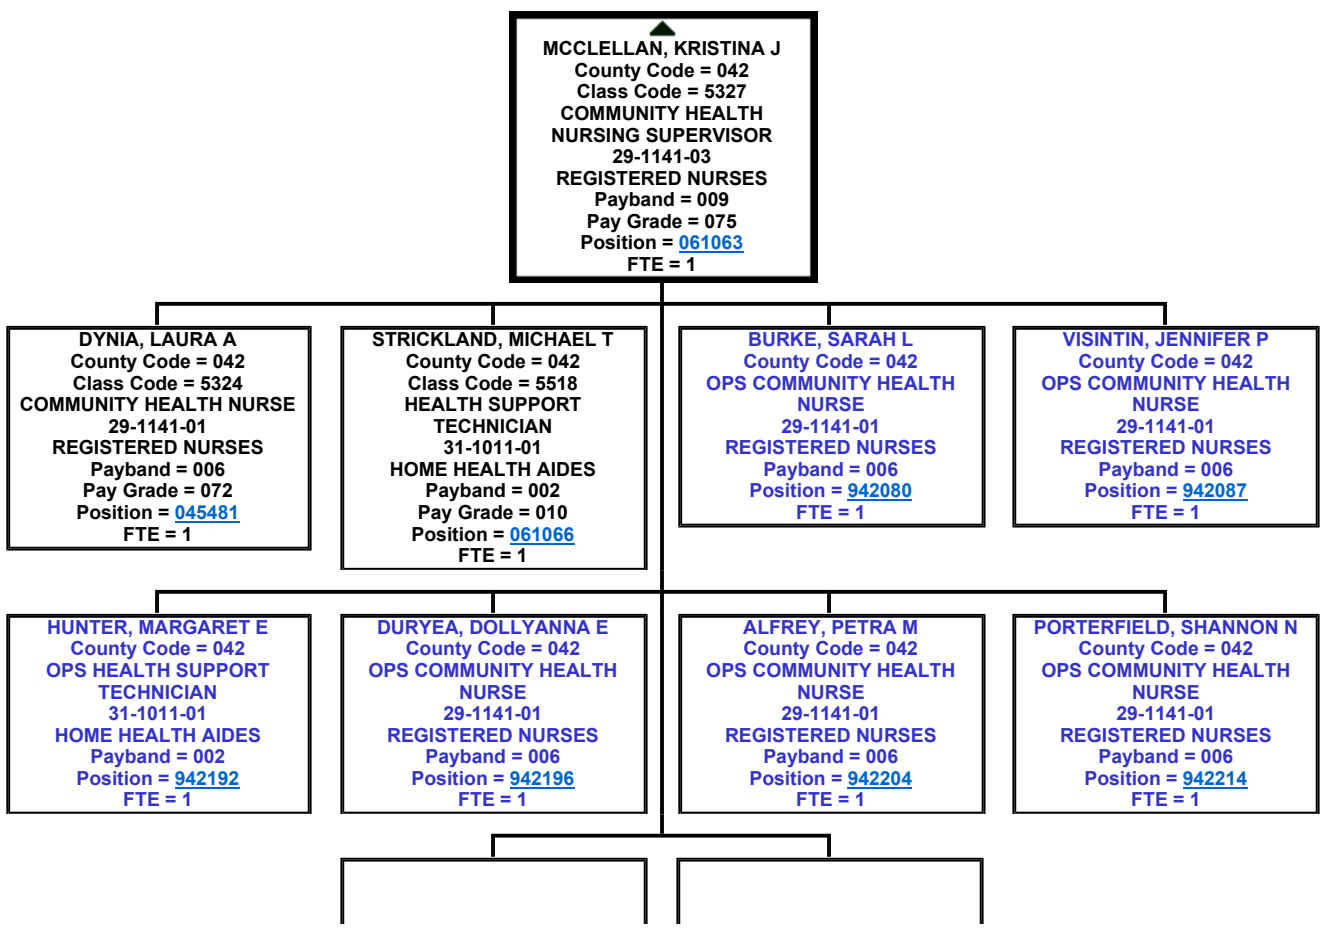 MCCLELLAN, KRISTINA J
County Code = 042
Class Code = 5327
COMMUNITY HEALTH
NURSING SUPERVISOR
29-1141-03
REGISTERED NURSES
Payband = 009
Pay Grade = 075
Position = 061063
FTE = 1
DYNIA, LAURA A
County Code = 042
Class Code = 5324
COMMUNITY HEALTH NURSE
29-1141-01
REGISTERED NURSES
Payband = 006
Pay Grade = 072
Position = 045481
FTE = 1
STRICKLAND, MICHAEL T
County Code = 042
Class Code = 5518
HEALTH SUPPORT
TECHNICIAN
31-1011-01
HOME HEALTH AIDES
Payband = 002
Pay Grade = 010
Position = 061066
FTE = 1
BURKE, SARAH L
County Code = 042
OPS COMMUNITY HEALTH
NURSE
29-1141-01
REGISTERED NURSES
Payband = 006
Position = 942080
FTE = 1
VISINTIN, JENNIFER P
County Code = 042
OPS COMMUNITY HEALTH
NURSE
29-1141-01
REGISTERED NURSES
Payband = 006
Position = 942087
FTE = 1
HUNTER, MARGARET E
County Code = 042
OPS HEALTH SUPPORT
TECHNICIAN
31-1011-01
HOME HEALTH AIDES
Payband = 002
Position = 942192
FTE = 1
DURYEA, DOLLYANNA E
County Code = 042
OPS COMMUNITY HEALTH
NURSE
29-1141-01
REGISTERED NURSES
Payband = 006
Position = 942196
FTE = 1
ALFREY, PETRA M
County Code = 042
OPS COMMUNITY HEALTH
NURSE
29-1141-01
REGISTERED NURSES
Payband = 006
Position = 942204
FTE = 1
PORTERFIELD, SHANNON N
County Code = 042
OPS COMMUNITY HEALTH
NURSE
29-1141-01
REGISTERED NURSES
Payband = 006
Position = 942214
FTE = 1